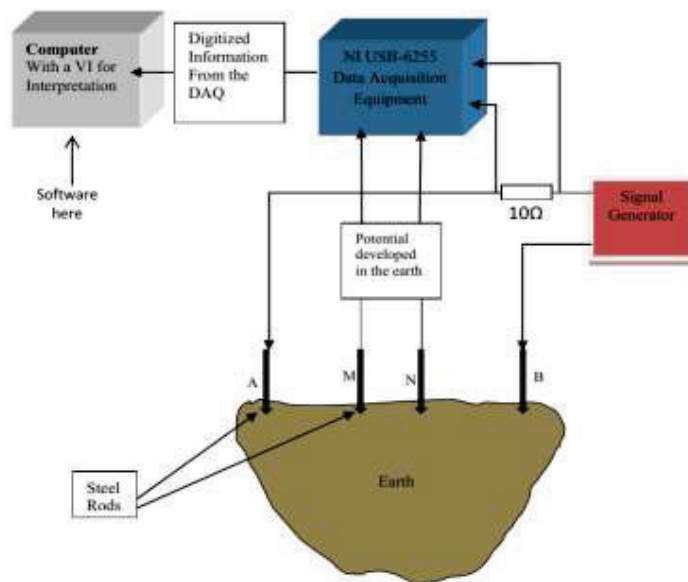 Computer
With a VI for
Interpretation
Digitized
Information
From the
DAQ
NI USB-6255
Data Acquisition
Equipment
Software
here
10Ω
Signal
Generator
Potential
developed
in the earth
A
M
N
B
Steel
Rods
Earth